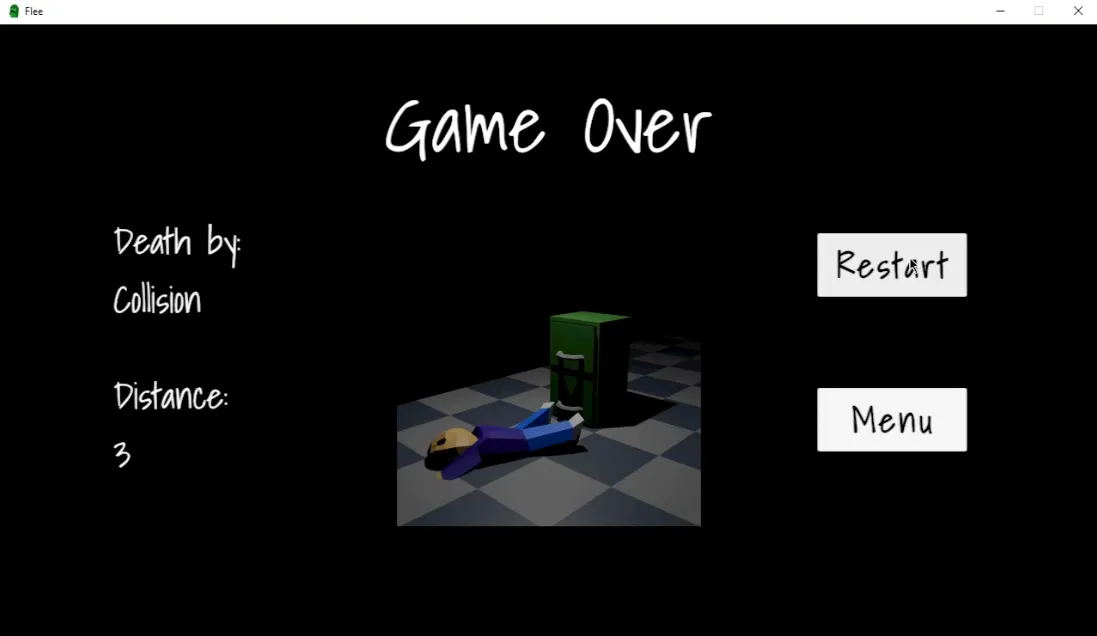 Flee
Game Over
Death by:
Collision
Distance:
3
Restart
Menu